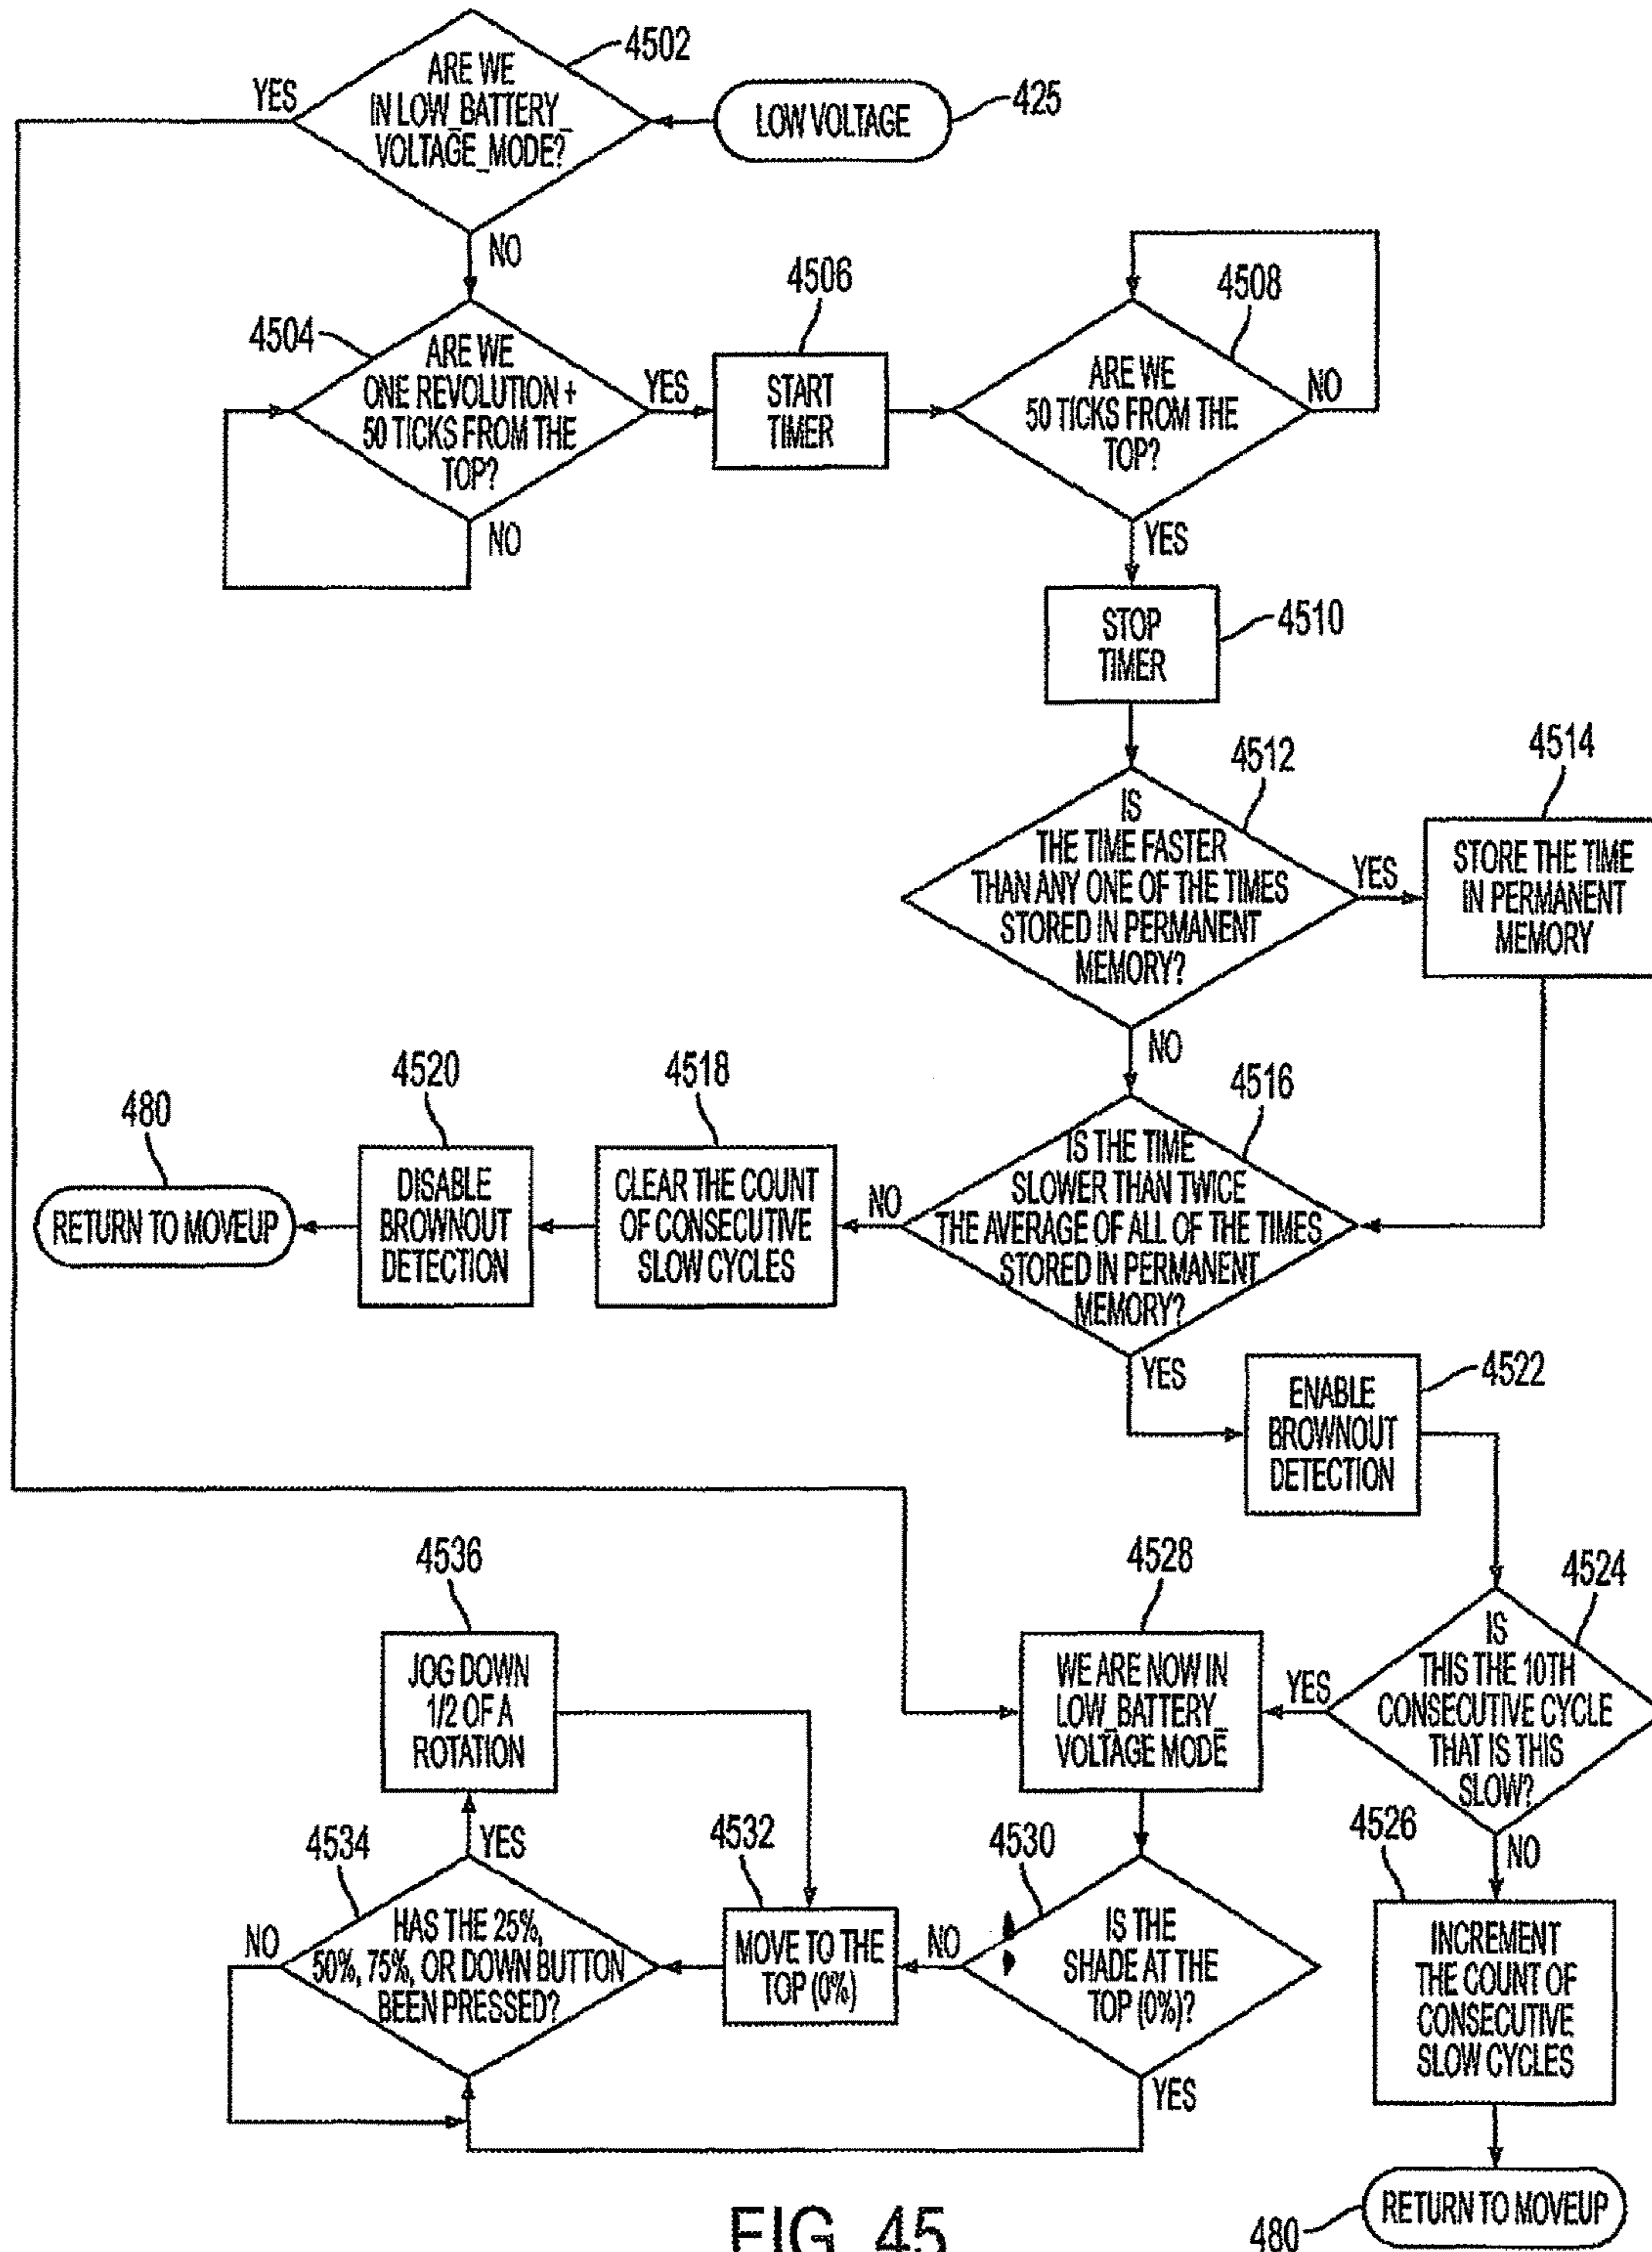 4502
ARE WE
IN LOW_BATTERY_
VOLTAGE_MODE?
YES
NO
LOW VOLTAGE
425
4504
ARE WE
ONE REVOLUTION +
50 TICKS FROM THE
TOP?
YES
NO
4506
START
TIMER
4508
ARE WE
50 TICKS FROM THE
TOP?
NO
YES
STOP
TIMER
4510
4512
IS
THE TIME FASTER
THAN ANY ONE OF THE TIMES
STORED IN PERMANENT
MEMORY?
YES
NO
4514
STORE THE TIME
IN PERMANENT
MEMORY
4516
IS THE TIME
SLOWER THAN TWICE
THE AVERAGE OF ALL OF THE TIMES
STORED IN PERMANENT
MEMORY?
NO
YES
4518
CLEAR THE COUNT
OF CONSECUTIVE
SLOW CYCLES
4520
DISABLE
BROWNOUT
DETECTION
480
RETURN TO MOVEUP
ENABLE
BROWNOUT
DETECTION
4522
4524
IS
THIS THE 10TH
CONSECUTIVE CYCLE
THAT IS THIS
SLOW?
YES
NO
4526
INCREMENT
THE COUNT OF
CONSECUTIVE
SLOW CYCLES
4528
WE ARE NOW IN
LOW_BATTERY_
VOLTAGE MODE
4530
IS THE
SHADE AT THE
TOP (0%)?
NO
YES
4532
MOVE TO THE
TOP (0%)
4534
HAS THE 25%,
50%, 75%, OR DOWN BUTTON
BEEN PRESSED?
NO
YES
4536
JOG DOWN
1/2 OF A
ROTATION
RETURN TO MOVEUP
480
FIG. 45